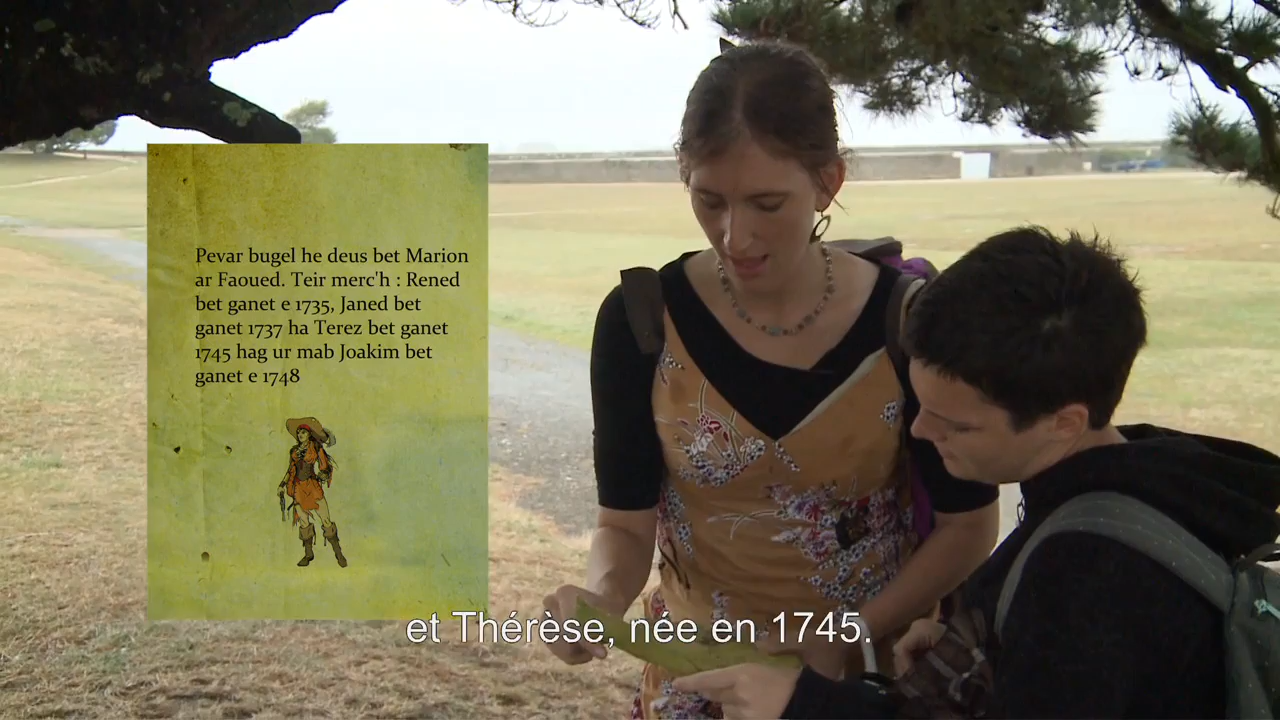 Pevar bugel he deus bet Marion
ar Faoued. Teir merc'h : Rened
bet ganet e 1735, Janed bet
ganet 1737 ha Terez bet ganet
1745 hag ur mab Joakim bet
ganet e 1748
et Thérèse, née en 1745.